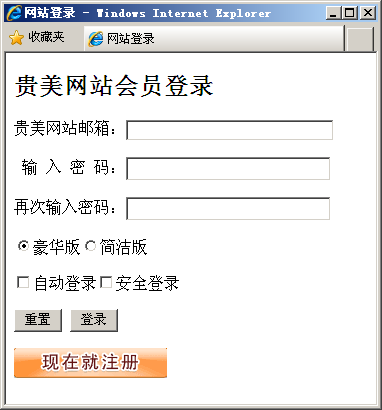 网站登录 - Windows Internet Explorer
收藏夹 网站登录
贵美网站会员登录
贵美网站邮箱：
输 入 密 码：
再次输入密码：
豪华版 简洁版
自动登录 安全登录
重置 登录
现在就注册